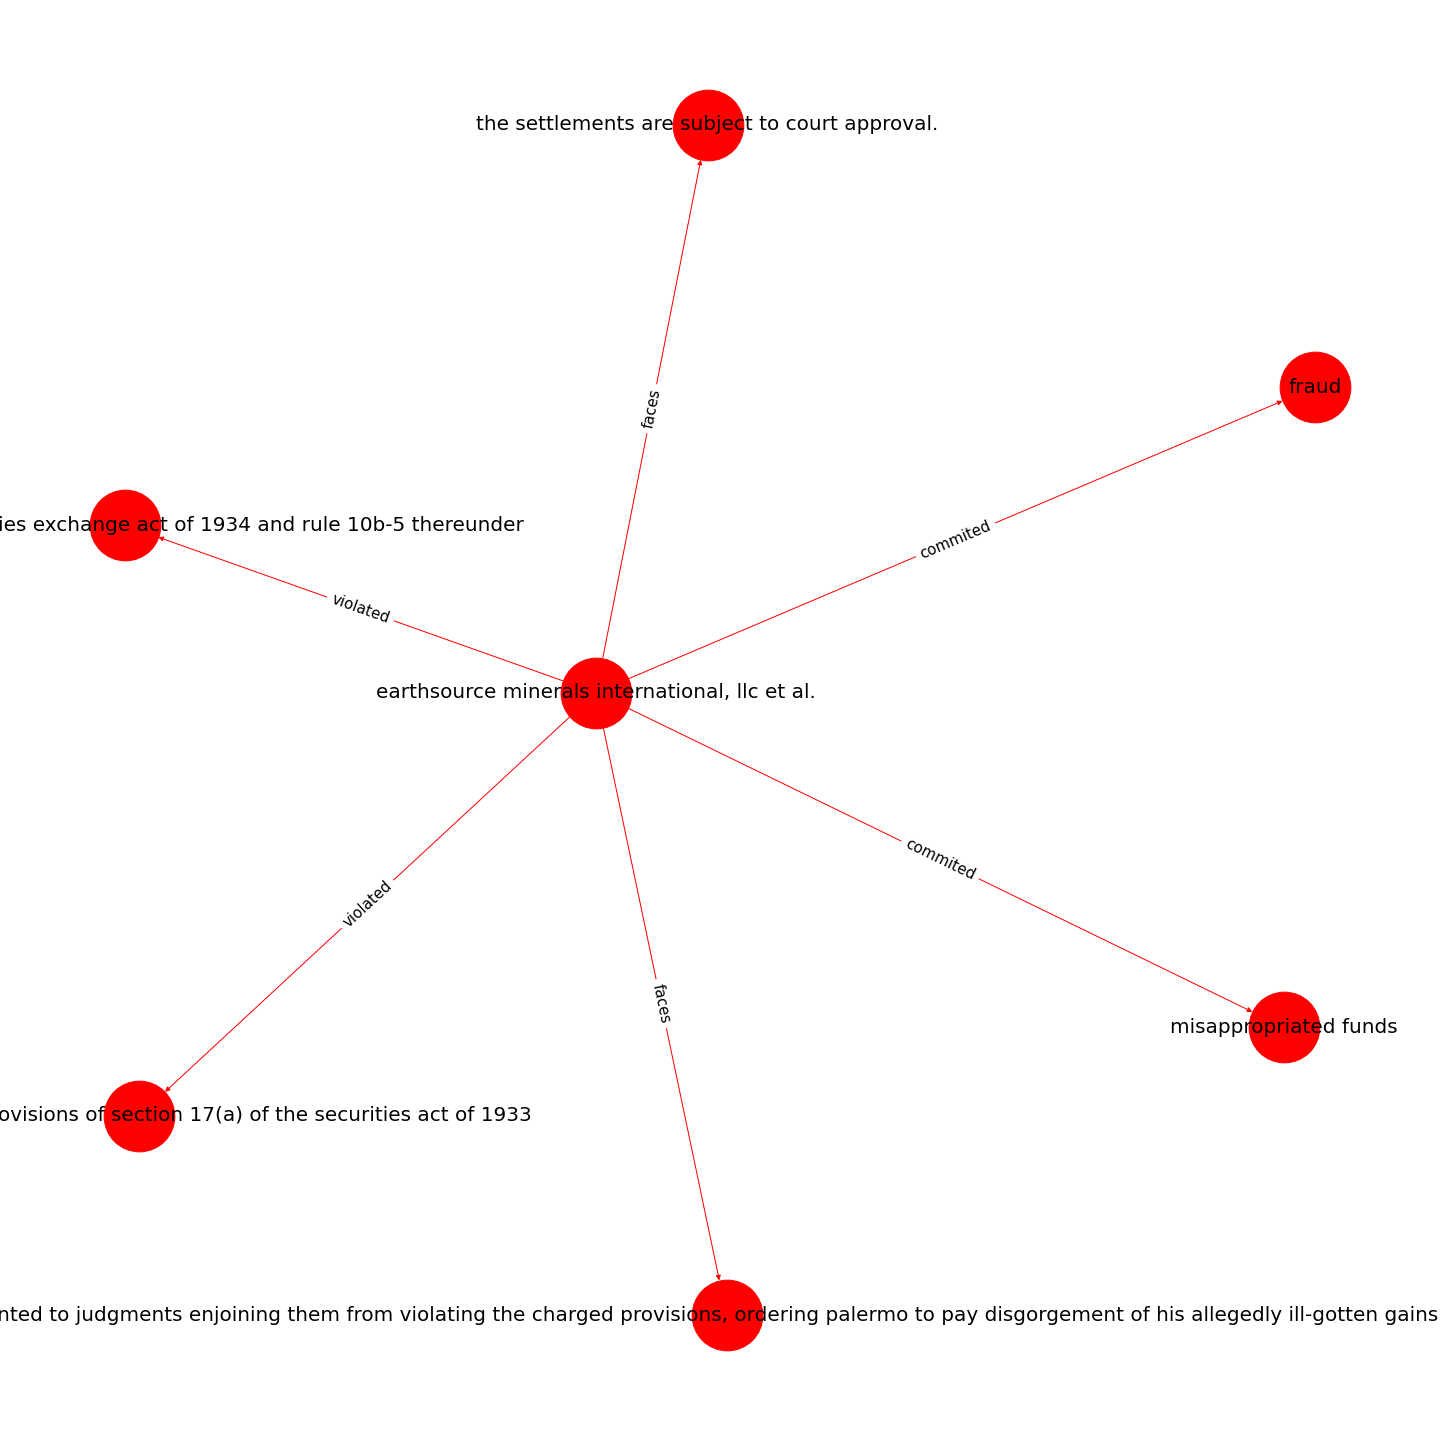 the settlements are subject to court approval.
fraud
faces
ies exchange act of 1934 and rule 10b-5 thereunder
commited
violated
earthsource minerals international, llc et al.
commited
violated
faces
misappropriated funds
ovisions of section 17(a) of the securities act of 1933
nted to judgments enjoining them from violating the charged provisions, ordering palermo to pay disgorgement of his allegedly ill-gotten gains